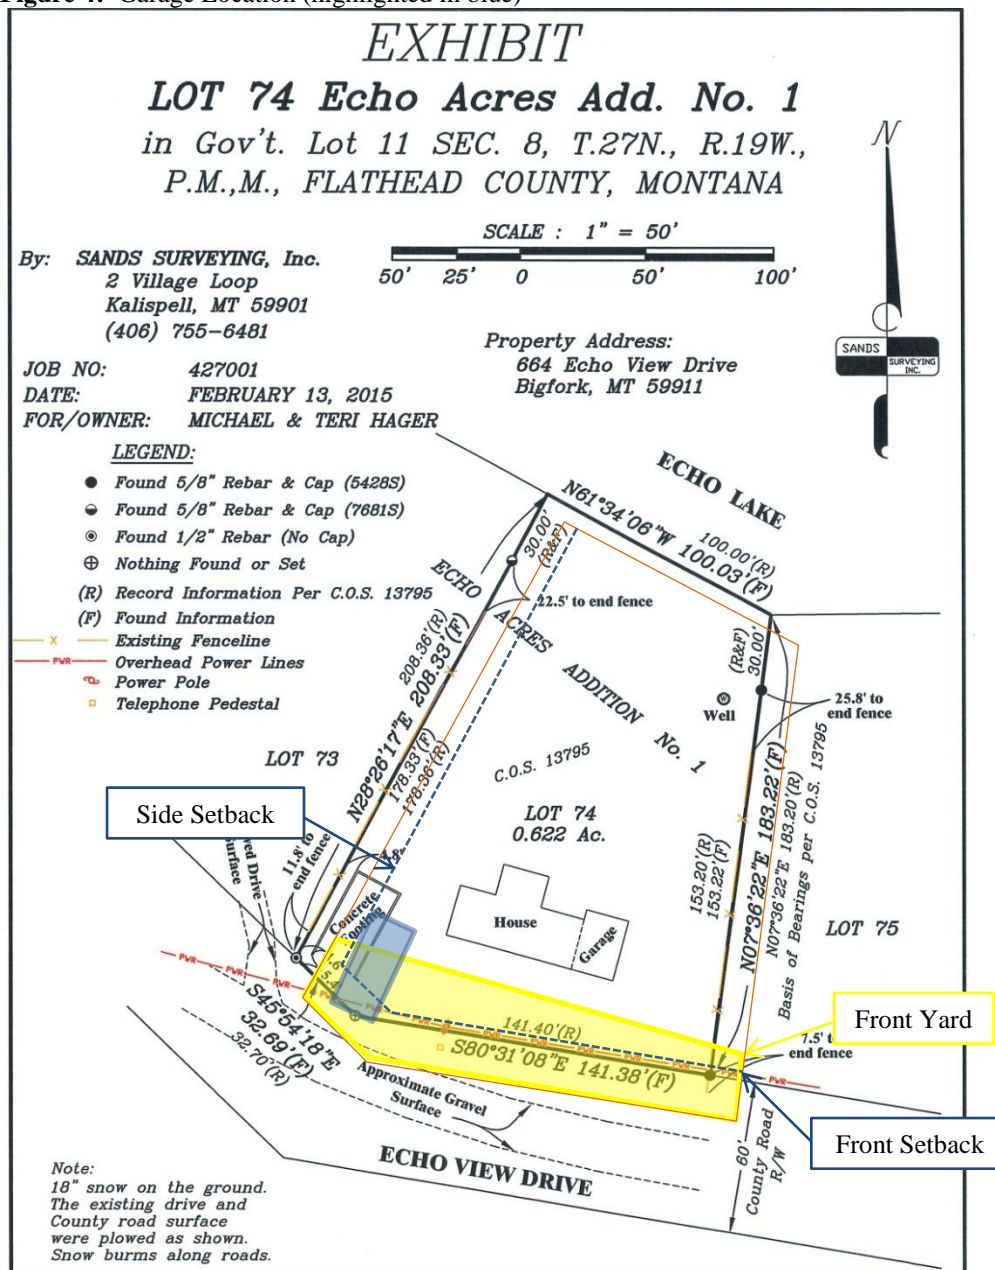 Figure 4: Garage Location (highlighted in blue)
EXHIBIT
LOT 74 Echo Acres Add. No. 1
in Gov't. Lot 11 SEC. 8, T.27N., R.19W.,
P.M.,M., FLATHEAD COUNTY, MONTANA
N
SCALE : 1" = 50'
50' 25' 0 50' 100'
By: SANDS SURVEYING, Inc.
2 Village Loop
Kalispell, MT 59901
(406) 755-6481
SANDS
SURVEYING
INC.
Property Address:
664 Echo View Drive
Bigfork, MT 59911
JOB NO: 427001
DATE: FEBRUARY 13, 2015
FOR/OWNER: MICHAEL & TERI HAGER
LEGEND:
Found 5/8" Rebar & Cap (5428S)
Found 5/8" Rebar & Cap (7681S)
Found 1/2" Rebar (No Cap)
Nothing Found or Set
(R) Record Information Per C.O.S. 13795
(F) Found Information
X Existing Fenceline
PWR Overhead Power Lines
Power Pole
Telephone Pedestal
ECHO LAKE
N61°34'06"W 100.03'(F)
100.00'(R)
30.00'
(R&F)
22.5' to end fence
ECHO
ACRES ADDITION No. 1
208.36'(R)
N28°26'17"E 208.33'(F)
178.33'(F)
178.36'(R)
(R&F)
30.00'
W
Well
25.8' to
end fence
LOT 73
C.O.S. 13795
LOT 74
0.622 Ac.
153.20'(R)
153.22'(F)
N07°36'22"E 183.22'(F)
N07°36'22"E 183.20'(R)
Basis of Bearings per C.O.S. 13795
LOT 75
Side Setback
Drive
Surface
11.8' to
end fence
Concrete
House
Garage
PWR PWR PWR PWR PWR PWR PWR PWR PWR PWR
S45°54'18"E
32.69'(F)
32.70'(R)
141.40'(R)
S80°31'08"E 141.38'(F)
Front Yard
end fence
Approximate Gravel
Surface
ECHO VIEW DRIVE
60'
County Road
R/W
Front Setback
Note:
18" snow on the ground.
The existing drive and
County road surface
were plowed as shown.
Snow burms along roads.